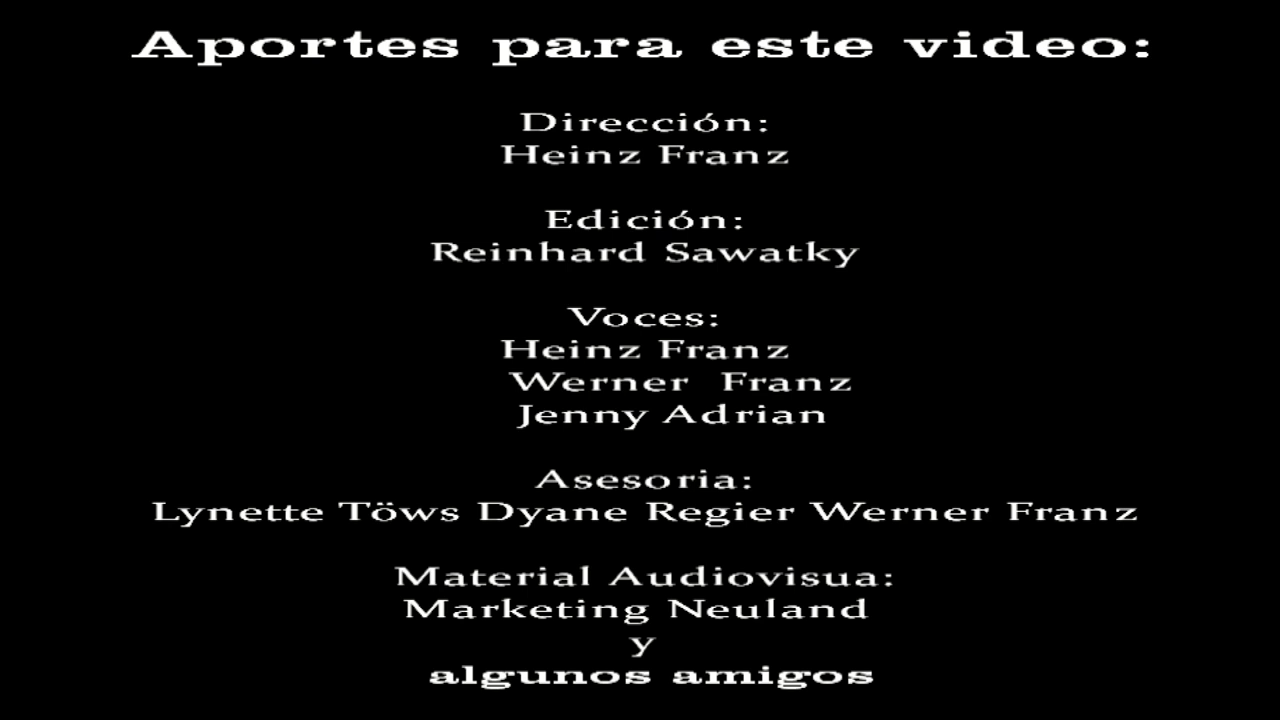 Aportes para este video:
Dirección:
Heinz Franz
Edición:
Reinhard Sawatky
Voces:
Heinz Franz
Werner Franz
Jenny Adrian
Asesoria:
Lynette Töws Dyane Regier Werner Franz
Material Audiovisua:
Marketing Neuland
y
algunos amigos